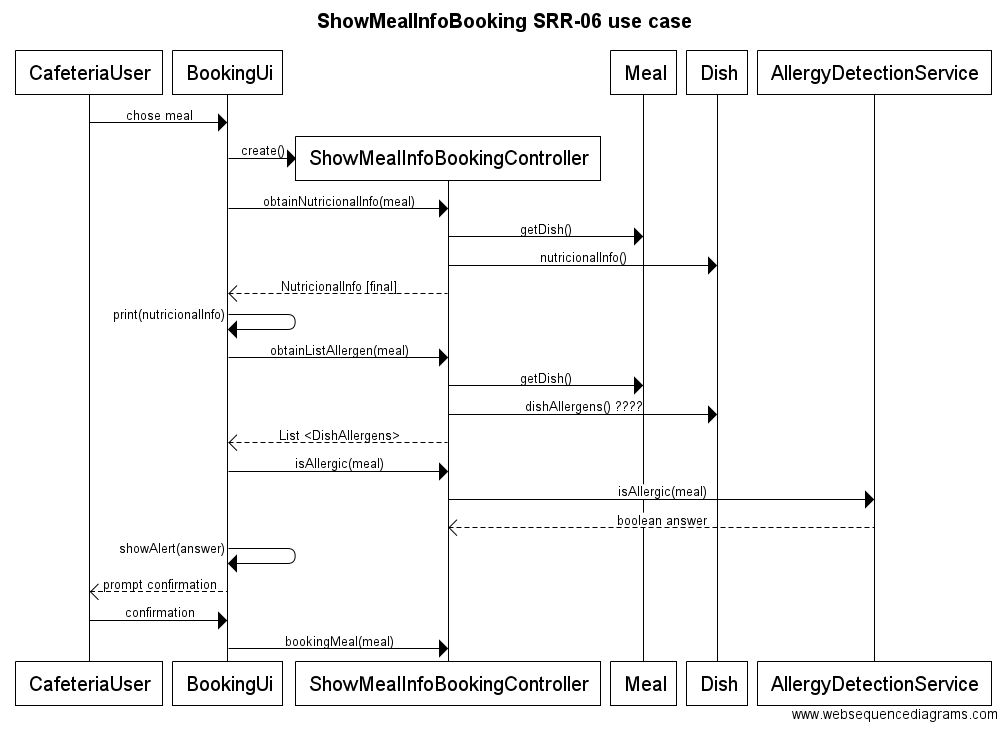 ShowMealInfoBooking SRR-06 use case
CafeteriaUser
BookingUi
Meal
Dish
AllergyDetectionService
chose meal
create()
ShowMealInfoBookingController
obtainNutricionalInfo(meal)
getDish()
nutricionalInfo()
NutricionalInfo [final]
print(nutricionalInfo)
obtainListAllergen(meal)
getDish()
dishAllergens() ????
List <DishAllergens>
isAllergic(meal)
isAllergic(meal)
boolean answer
showAlert(answer)
prompt confirmation
confirmation
bookingMeal(meal)
CafeteriaUser
BookingUi
ShowMealInfoBookingController
Meal
Dish
AllergyDetectionService
www.websequencediagrams.com